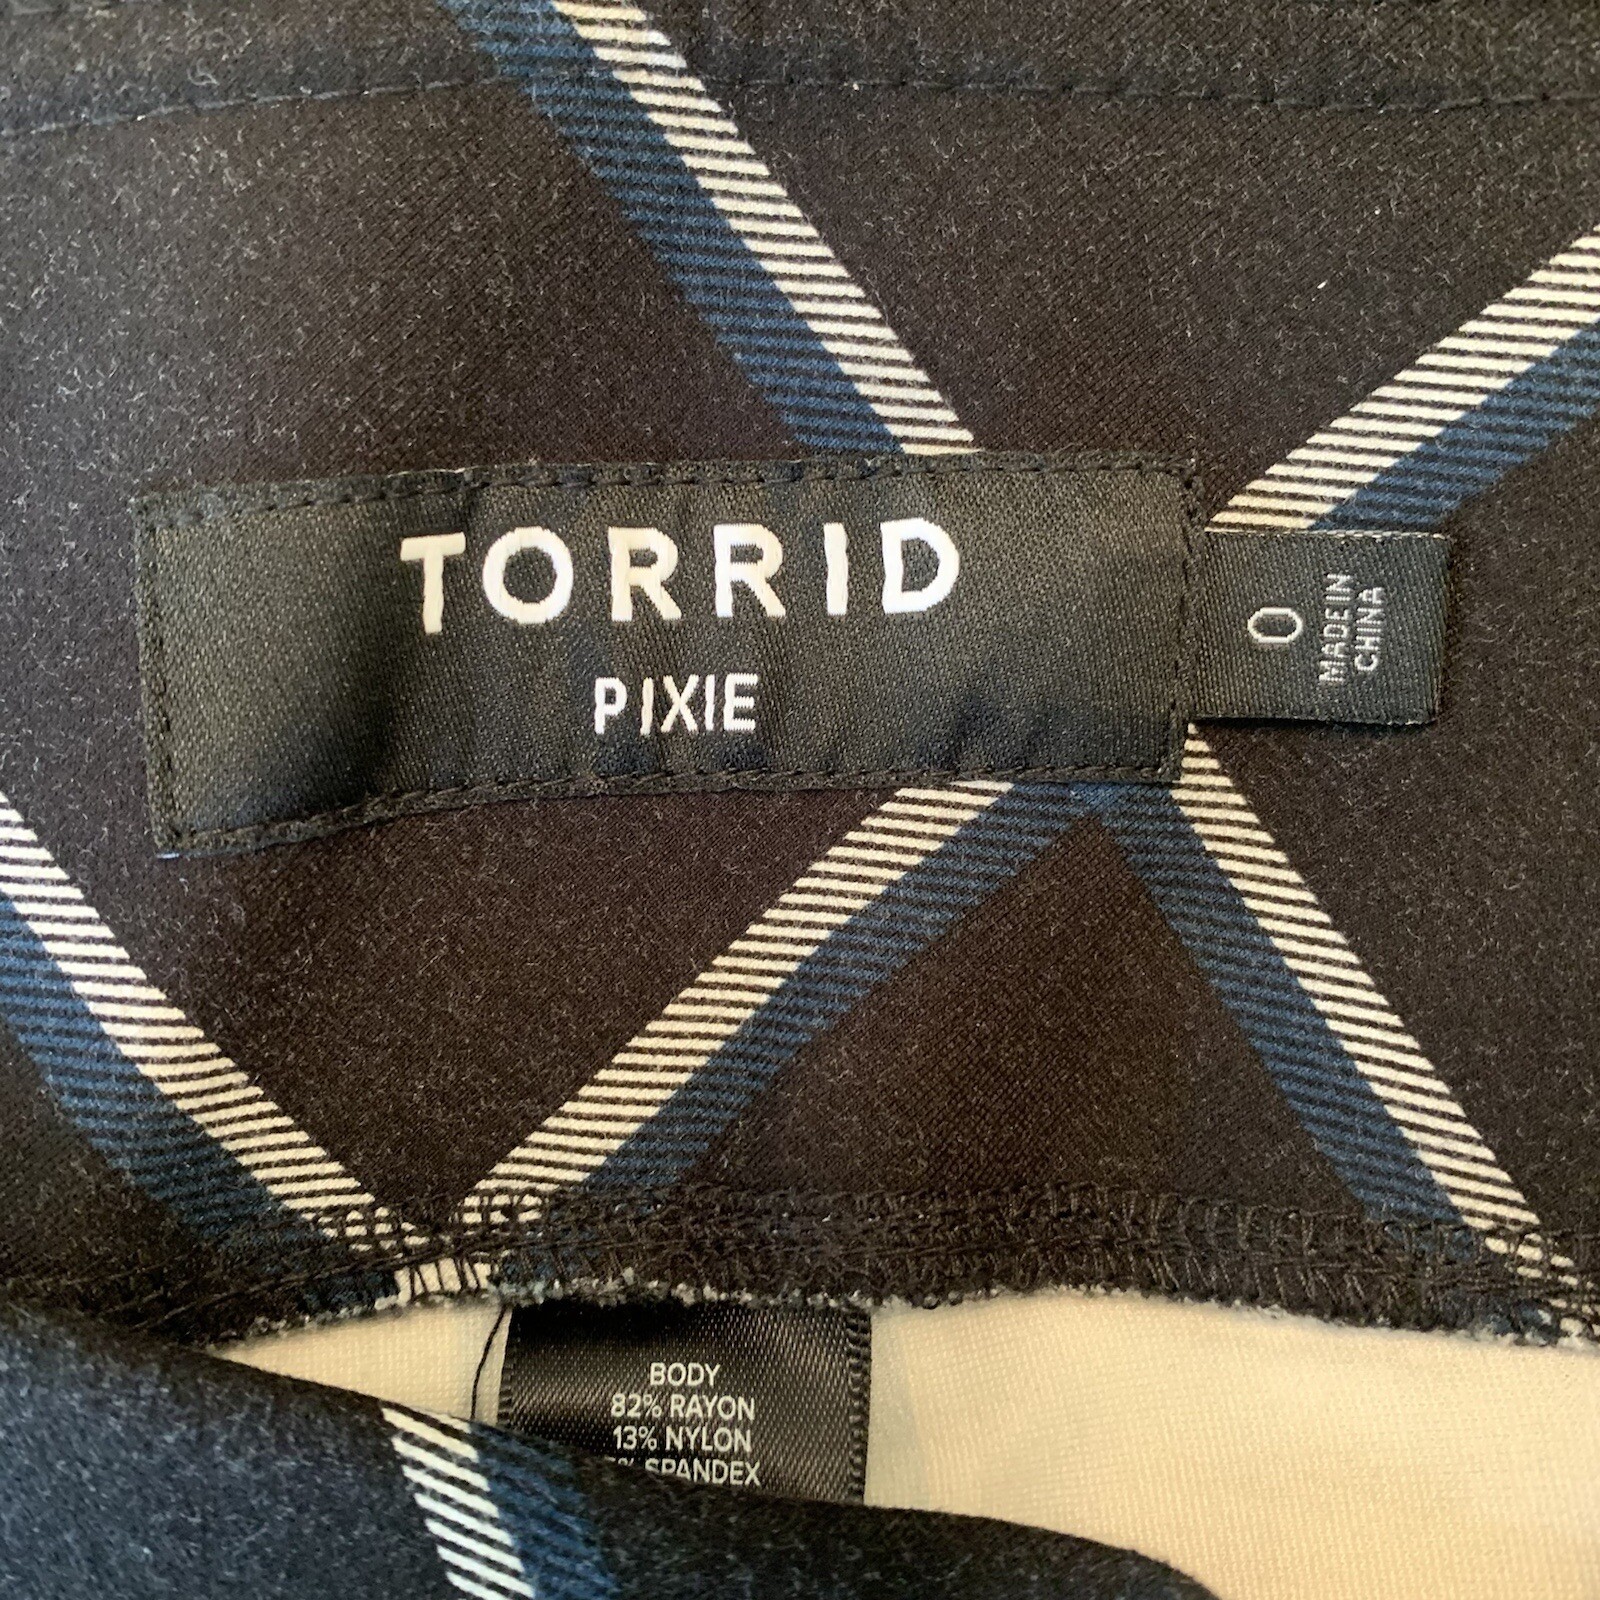 TORRID
PIXIE
0
MADE IN
CHINA
BODY
82% RAYON
13% NYLON
% SPANDEX